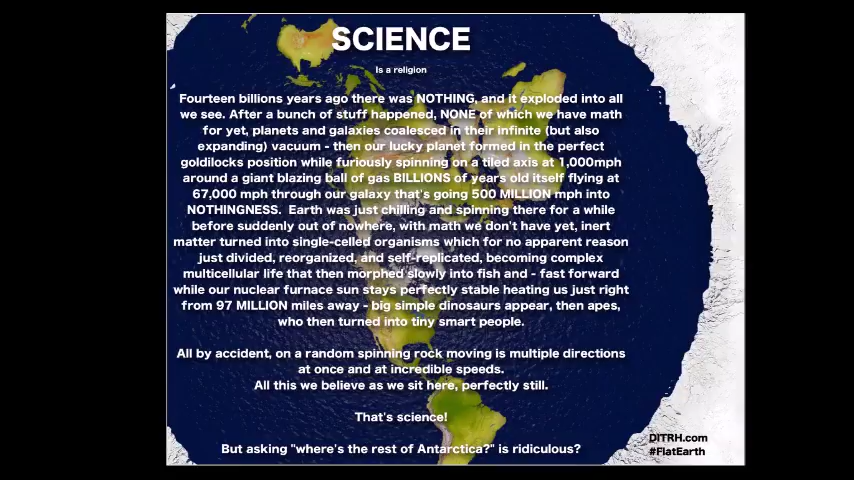 SCIENCE
Is a religion
Fourteen billions years ago there was NOTHING, and it exploded into all
we see. After a bunch of stuff happened, NONE of which we have math
for yet, planets and galaxies coalesced in their infinite (but also
expanding) vacuum - then our lucky planet formed in the perfect
goldilocks position while furiously spinning on a tiled axis at 1,000mph
around a giant blazing ball of gas BILLIONS of years old itself flying at
67,000 mph through our galaxy that's going 500 MILLION mph into
NOTHINGNESS. Earth was just chilling and spinning there for a while
before suddenly out of nowhere, with math we don't have yet, inert
matter turned into single-celled organisms which for no apparent reason
just divided, reorganized, and self-replicated, becoming complex
multicellular life that then morphed slowly into fish and - fast forward
while our nuclear furnace sun stays perfectly stable heating us just right
from 97 MILLION miles away - big simple dinosaurs appear, then apes,
who then turned into tiny smart people.
All by accident, on a random spinning rock moving is multiple directions
at once and at incredible speeds.
All this we believe as we sit here, perfectly still.
That's science!
But asking "where's the rest of Antarctica?" is ridiculous?
DITRH.com
#FlatEarth